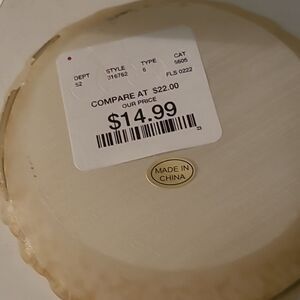 DEPT STYLE TYPE CAT
52 316762 6 5605
FLS 0222
COMPARE AT $22.00
OUR PRICE
$14.99
MADE IN
CHINA